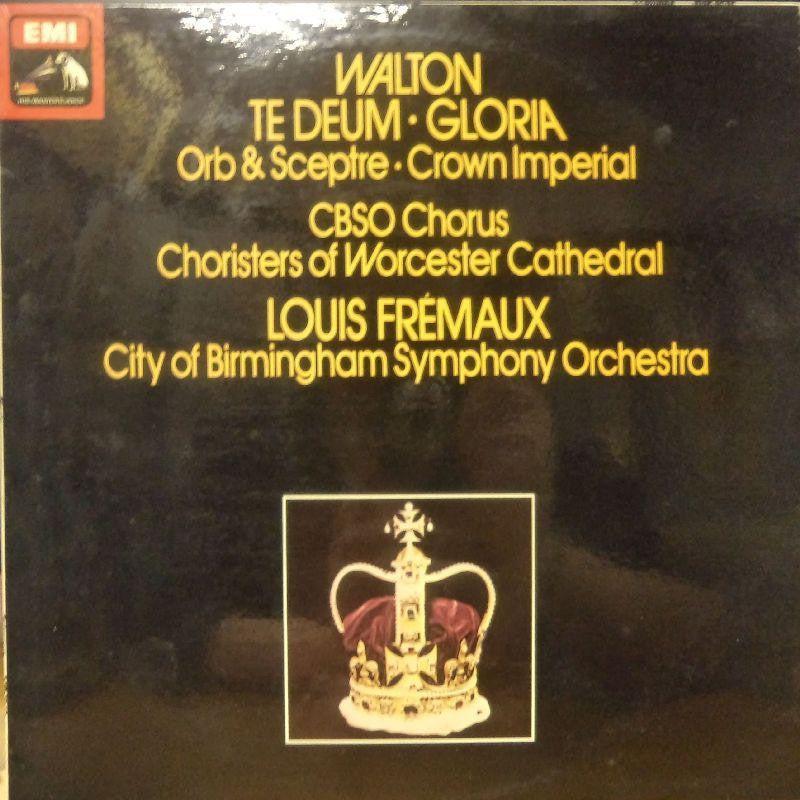 EMI
WALTON
TE DEUM · GLORIA
Orb & Sceptre · Crown Imperial
CBSO Chorus
Choristers of Worcester Cathedral
LOUIS FRÉMAUX
City of Birmingham Symphony Orchestra